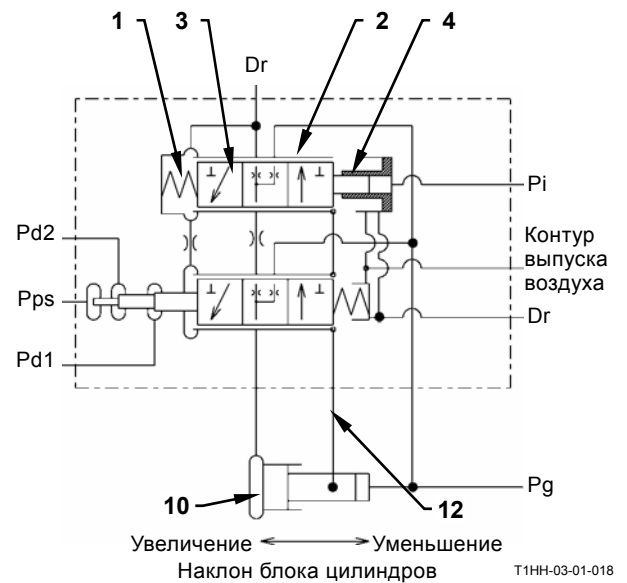 1 3 2 4
Dr
Pi
Pd2
Контур
выпуска
воздуха
Pps
Dr
Pd1
10 12
Pg
Увеличение Уменьшение
Наклон блока цилиндров
T1HH-03-01-018